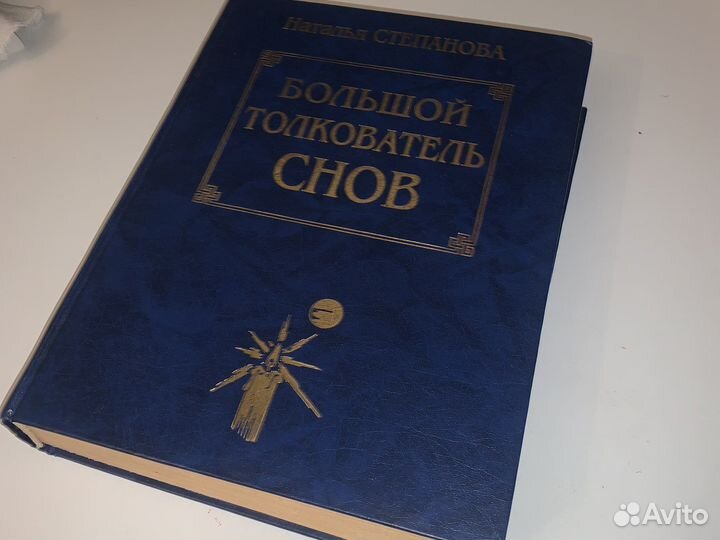 Наталья СТЕПАНОВА
БОЛЬШОЙ
ТОЛКОВАТЕЛЬ
СНОВ
Avito